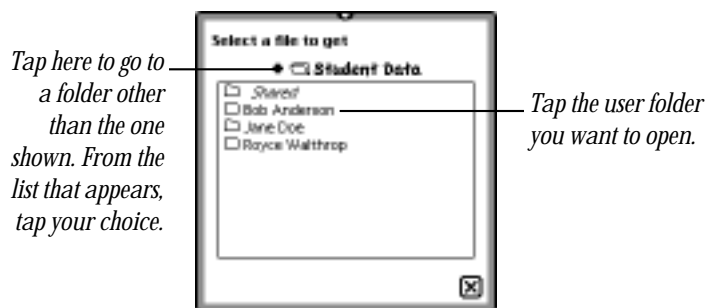 Tap here to go to
a folder other
than the one
shown. From the
list that appears,
tap your choice.
Select a file to get
Student Data
Shared
Bob Anderson
Jane Doe
Royce Walthrop
Tap the user folder
you want to open.